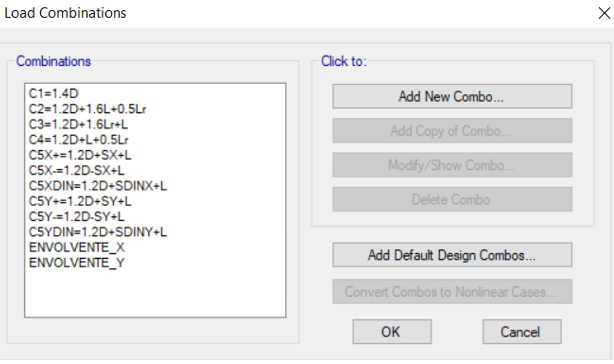 Load Combinations
Combinations
C1=1.4D
C2=1.2D+1.6L+0.5Lr
C3=1.2D+1.6Lr+L
C4=1.2D+L+0.5Lr
C5X+=1.2D+SX+L
C5X-=1.2D-SX+L
C5XDIN=1.2D+SDINX+L
C5Y+=1.2D+SY+L
C5Y-=1.2D-SY+L
C5YDIN=1.2D+SDINY+L
ENVOLVENTE_X
ENVOLVENTE_Y
Click to:
Add New Combo...
Add Copy of Combo...
Modify/Show Combo...
Delete Combo
Add Default Design Combos...
Convert Combos to Nonlinear Cases...
OK
Cancel